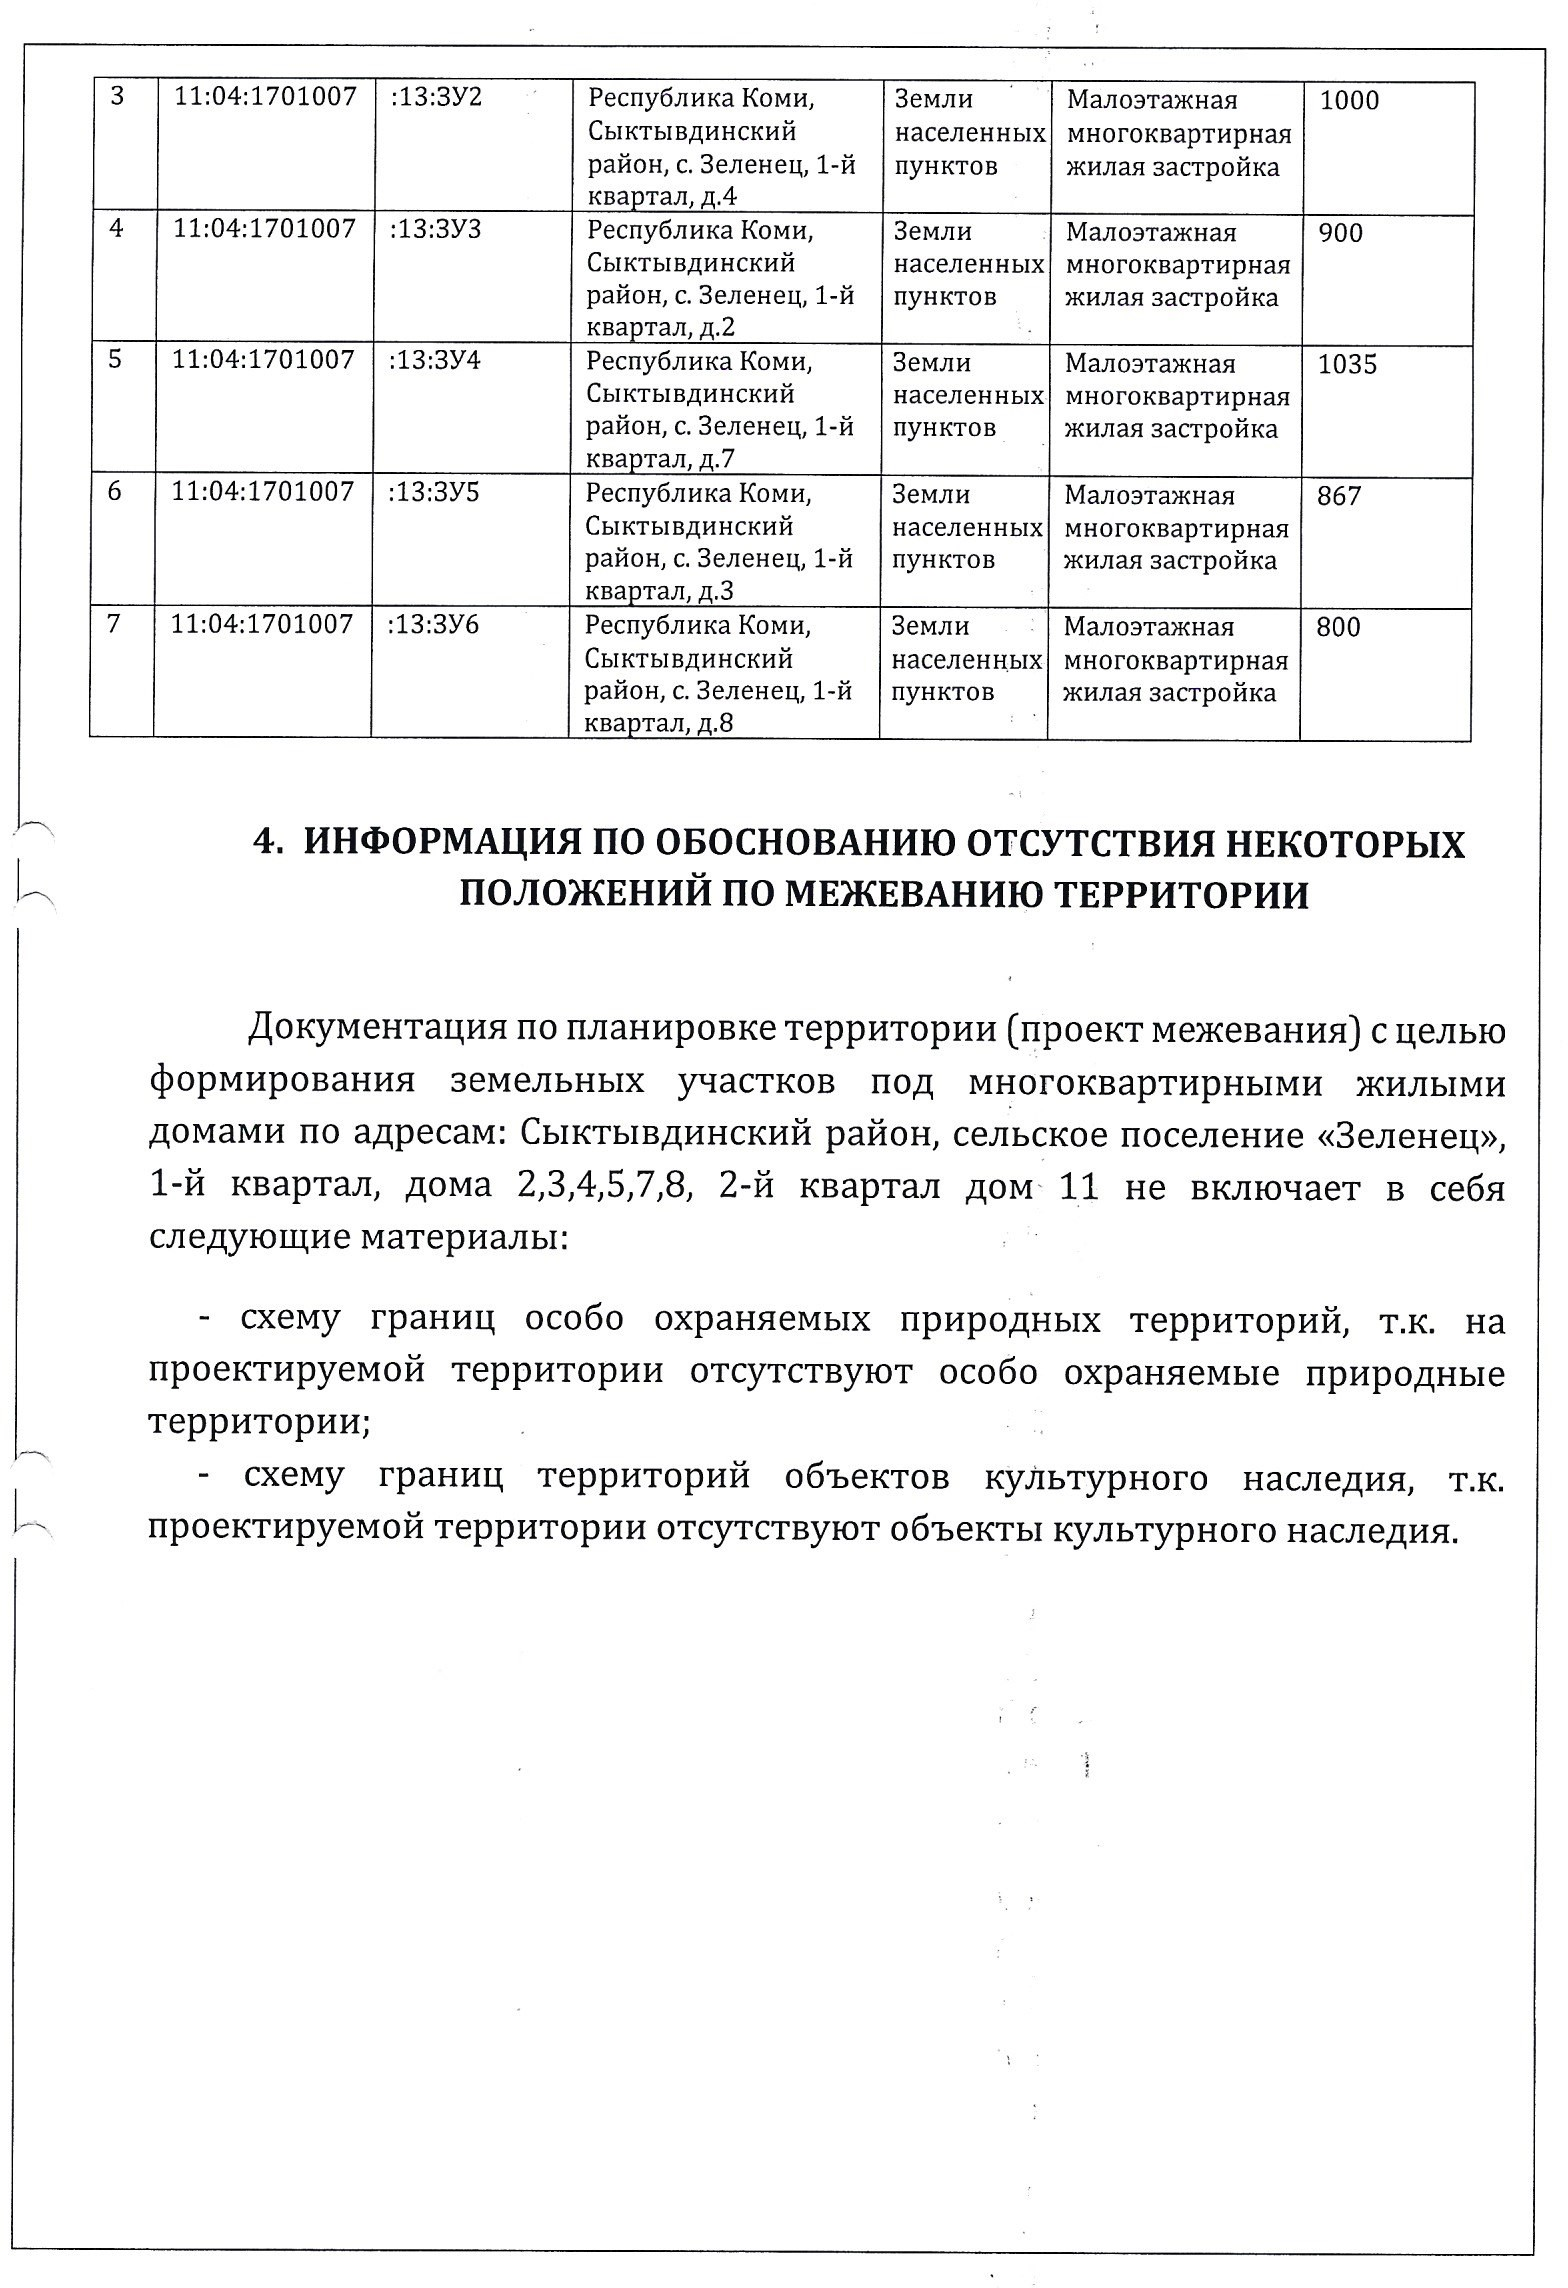 3 11:04:1701007 :13:ЗУ2 Республика Коми, Земли Малоэтажная 1000
Сыктывдинский населенных многоквартирная
район, с. Зеленец, 1-й пунктов жилая застройка
квартал, д.4
4 11:04:1701007 :13:ЗУ3 Республика Коми, Земли Малоэтажная 900
Сыктывдинский населенных многоквартирная
район, с. Зеленец, 1-й пунктов жилая застройка
квартал, д.2
5 11:04:1701007 :13:ЗУ4 Республика Коми, Земли Малоэтажная 1035
Сыктывдинский населенных многоквартирная
район, с. Зеленец, 1-й пунктов жилая застройка
квартал, д.7
6 11:04:1701007 :13:ЗУ5 Республика Коми, Земли Малоэтажная 867
Сыктывдинский населенных многоквартирная
район, с. Зеленец, 1-й пунктов жилая застройка
квартал, д.3
7 11:04:1701007 :13:ЗУ6 Республика Коми, Земли Малоэтажная 800
Сыктывдинский населенных многоквартирная
район, с. Зеленец, 1-й пунктов жилая застройка
квартал, д.8
4. ИНФОРМАЦИЯ ПО ОБОСНОВАНИЮ ОТСУТСТВИЯ НЕКОТОРЫХ
ПОЛОЖЕНИЙ ПО МЕЖЕВАНИЮ ТЕРРИТОРИИ
Документация по планировке территории (проект межевания) с целью
формирования земельных участков под многоквартирными жилыми
домами по адресам: Сыктывдинский район, сельское поселение «Зеленец»,
1-й квартал, дома 2,3,4,5,7,8, 2-й квартал дом 11 не включает в себя
следующие материалы:
- схему границ особо охраняемых природных территорий, т.к. на
проектируемой территории отсутствуют особо охраняемые природные
территории;
- схему границ территорий объектов культурного наследия, т.к.
проектируемой территории отсутствуют объекты культурного наследия.